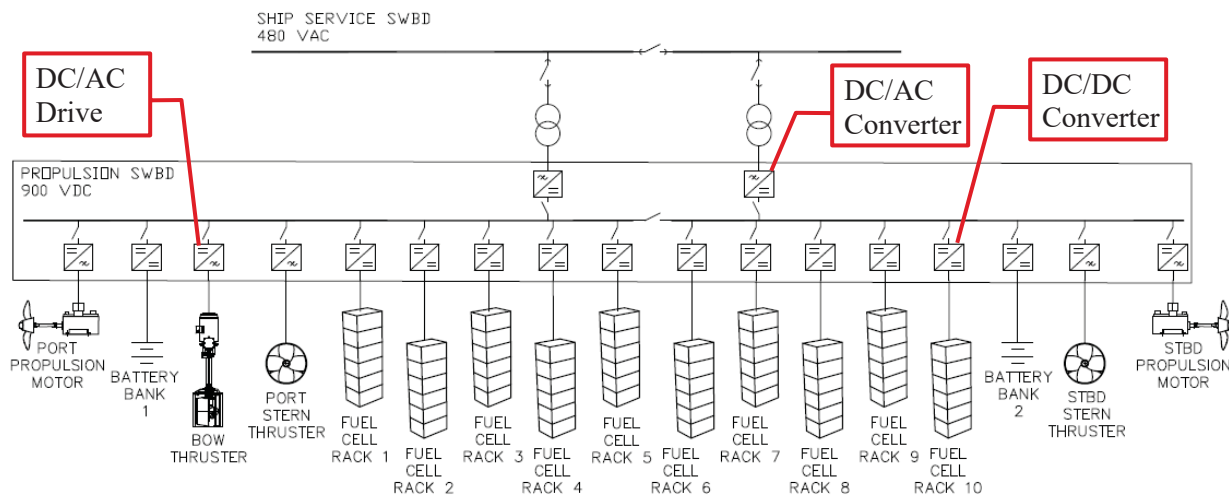 SHIP SERVICE SWBD
480 VAC
DC/AC
Drive
DC/AC
Converter
DC/DC
Converter
PROPULSION SWBD
900 VDC
PORT
PROPULSION
MOTOR
BATTERY
BANK
1
BOW
THRUSTER
PORT
STERN
THRUSTER
FUEL
CELL
RACK 1
FUEL
CELL
RACK 2
FUEL
CELL
RACK 3
FUEL
CELL
RACK 4
FUEL
CELL
RACK 5
FUEL
CELL
RACK 6
FUEL
CELL
RACK 7
FUEL
CELL
RACK 8
FUEL
CELL
RACK 9
FUEL
CELL
RACK 10
BATTERY
BANK
2
STBD
STERN
THRUSTER
STBD
PROPULSION
MOTOR